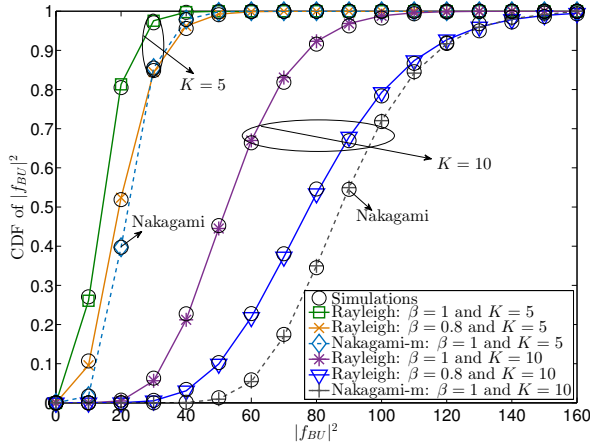 1
0.9
0.8
0.7
0.6
0.5
0.4
0.3
0.2
0.1
0
CDF of |f_{BU}|^2
K = 5
K = 10
Nakagami
Nakagami
Simulations
Rayleigh: β = 1 and K = 5
Rayleigh: β = 0.8 and K = 5
Nakagami-m: β = 1 and K = 5
Rayleigh: β = 1 and K = 10
Rayleigh: β = 0.8 and K = 10
Nakagami-m: β = 1 and K = 10
0 20 40 60 80 100 120 140 160
|f_{BU}|^2